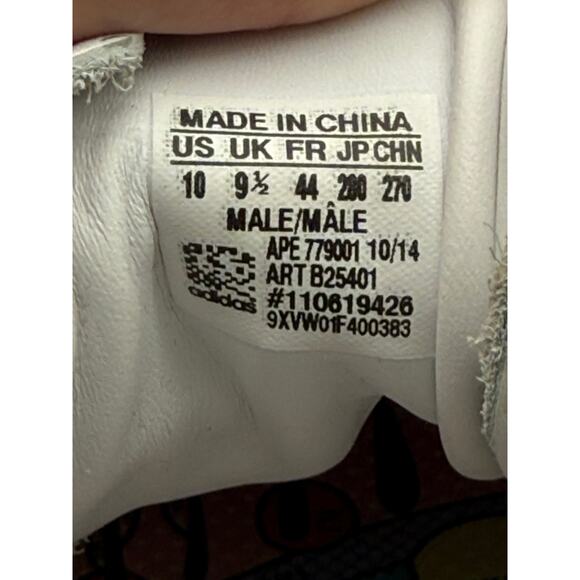 MADE IN CHINA
US UK FR JP CHN
10 9½ 44 280 270
MALE/MÂLE
APE 779001 10/14
ART B25401
adidas #110619426
9XVW01F400383